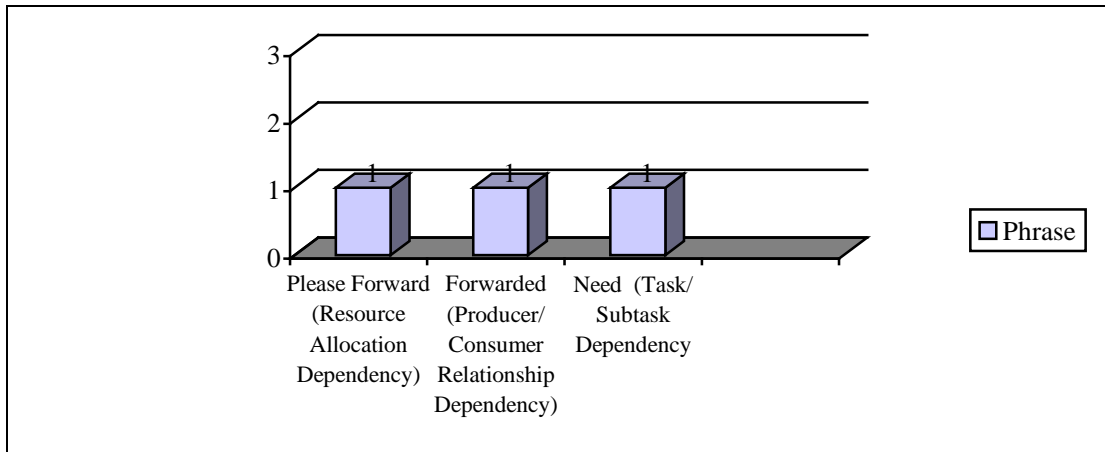 3
2
1
0
1 1 1
Please Forward
(Resource
Allocation
Dependency)
Forwarded
(Producer/
Consumer
Relationship
Dependency)
Need (Task/
Subtask
Dependency
Phrase